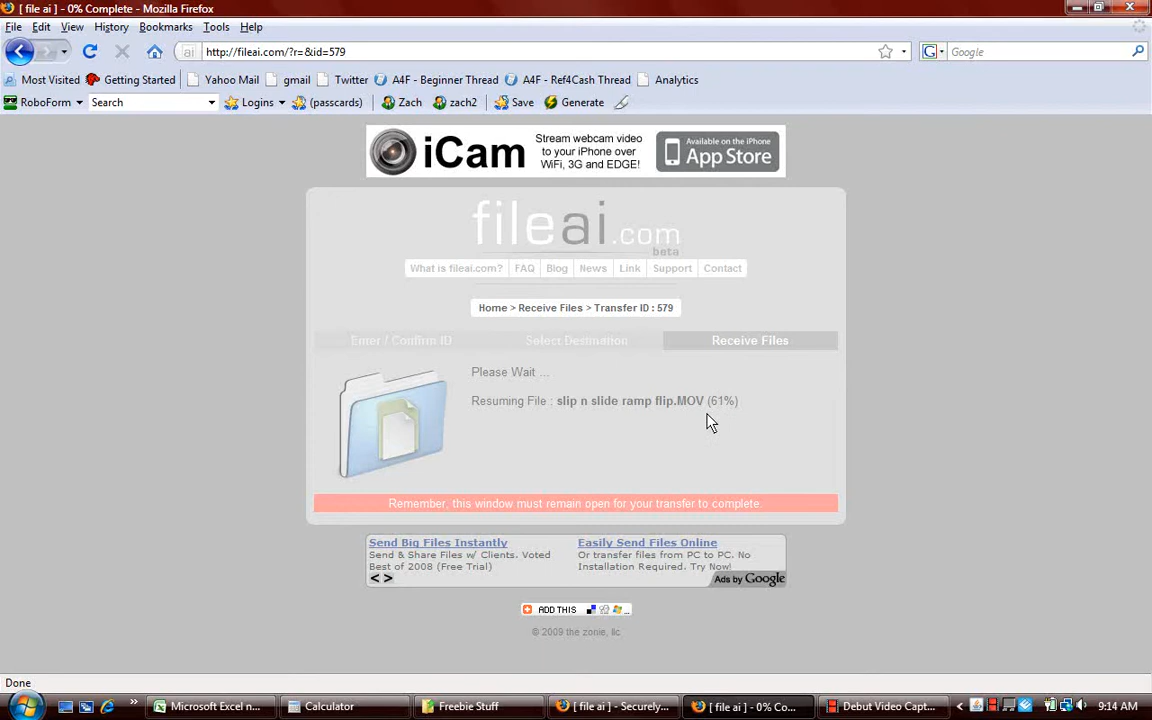 [ file ai ] - 0% Complete - Mozilla Firefox
File Edit View History Bookmarks Tools Help
ai http://fileai.com/?r=&id=579 G Google
Most Visited Getting Started Yahoo Mail gmail Twitter A4F - Beginner Thread A4F - Ref4Cash Thread Analytics
RoboForm Search Logins (passcards) Zach zach2 Save Generate
iCam
Stream webcam video
to your iPhone over
WiFi, 3G and EDGE!
Available on the iPhone
App Store
fileai.com
beta
What is fileai.com? FAQ Blog News Link Support Contact
Home > Receive Files > Transfer ID : 579
Enter / Confirm ID Select Destination Receive Files
Please Wait ...
Resuming File : slip n slide ramp flip.MOV (61%)
Remember, this window must remain open for your transfer to complete.
Send Big Files Instantly
Send & Share Files w/ Clients. Voted
Best of 2008 (Free Trial)
Easily Send Files Online
Or transfer files from PC to PC. No
Installation Required. Try Now!
< >
Ads by Google
ADD THIS ...
© 2009 the zonie, llc
Done
» Microsoft Excel n... Calculator Freebie Stuff [ file ai ] - Securely... [ file ai ] - 0% Co... Debut Video Capt... < 9:14 AM